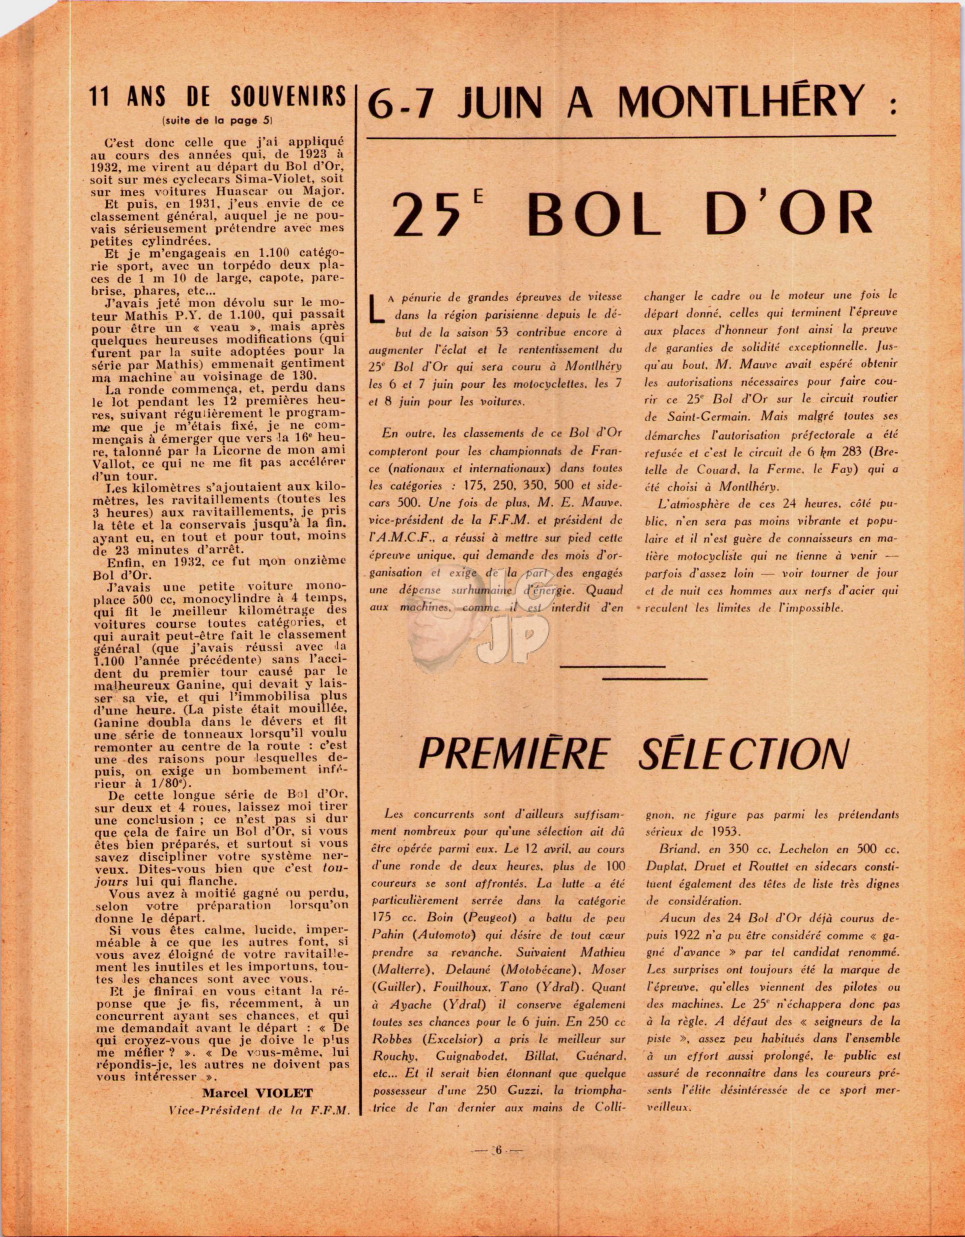 11 ANS DE SOUVENIRS
(suite de la page 5)
C'est donc celle que j'ai appliqué
au cours des années qui, de 1923 à
1932, me virent au départ du Bol d'Or,
soit sur mes cyclecars Sima-Violet, soit
sur mes voitures Huascar ou Major.
Et puis, en 1931, j'eus envie de ce
classement général, auquel je ne pou-
vais sérieusement prétendre avec mes
petites cylindrées.
Et je m'engageais en 1.100 catégo-
rie sport, avec un torpédo deux pla-
ces de 1 m 10 de large, capote, pare-
brise, phares, etc...
J'avais jeté mon dévolu sur le mo-
teur Mathis P.Y. de 1.100, qui passait
pour être un « veau », mais après
quelques heureuses modifications (qui
furent par la suite adoptées pour la
série par Mathis) emmenait gentiment
ma machine au voisinage de 130.
La ronde commença, et, perdu dans
le lot pendant les 12 premières heu-
res, suivant régulièrement le program-
me que je m'étais fixé, je ne com-
mençais à émerger que vers la 16e heu-
re, talonné par la Licorne de mon ami
Vallot, ce qui ne me fit pas accélérer
d'un tour.
Les kilomètres s'ajoutaient aux kilo-
mètres, les ravitaillements (toutes les
3 heures) aux ravitaillements, je pris
la tête et la conservais jusqu'à la fin,
ayant eu, en tout et pour tout, moins
de 23 minutes d'arrêt.
Enfin, en 1932, ce fut mon onzième
Bol d'Or.
J'avais une petite voiture mono-
place 500 cc, monocylindre à 4 temps,
qui fit le meilleur kilométrage des
voitures course toutes catégories, et
qui aurait peut-être fait le classement
général (que j'avais réussi avec la
1.100 l'année précédente) sans l'acci-
dent du premier tour causé par le
malheureux Ganine, qui devait y lais-
ser sa vie, et qui l'immobilisa plus
d'une heure. (La piste était mouillée,
Ganine doubla dans le dévers et fit
une série de tonneaux lorsqu'il voulu
remonter au centre de la route : c'est
une des raisons pour lesquelles de-
puis, on exige un bombement infé-
rieur à 1/80e).
De cette longue série de Bol d'Or,
sur deux et 4 roues, laissez moi tirer
une conclusion ; ce n'est pas si dur
que cela de faire un Bol d'Or, si vous
êtes bien préparés, et surtout si vous
savez discipliner votre système ner-
veux. Dites-vous bien que c'est tou-
jours lui qui flanche.
Vous avez à moitié gagné ou perdu,
selon votre préparation lorsqu'on
donne le départ.
Si vous êtes calme, lucide, imper-
méable à ce que les autres font, si
vous avez éloigné de votre ravitaille-
ment les inutiles et les importuns, tou-
tes les chances sont avec vous.
Et je finirai en vous citant la ré-
ponse que je fis, récemment, à un
concurrent ayant ses chances, et qui
me demandait avant le départ : « De
qui croyez-vous que je doive le plus
me méfier ? ». « De vous-même, lui
répondis-je, les autres ne doivent pas
vous intéresser ».
Marcel VIOLET
Vice-Président de la F.F.M.
6-7 JUIN A MONTLHÉRY :
25E BOL D'OR
LA pénurie de grandes épreuves de vitesse
dans la région parisienne depuis le dé-
but de la saison 53 contribue encore à
augmenter l'éclat et le rententissement du
25e Bol d'Or qui sera couru à Montlhéry
les 6 et 7 juin pour les motocyclettes, les 7
et 8 juin pour les voitures.
En outre, les classements de ce Bol d'Or
compteront pour les championnats de Fran-
ce (nationaux et internationaux) dans toutes
les catégories : 175, 250, 350, 500 et side-
cars 500. Une fois de plus, M. E. Mauve,
vice-président de la F.F.M. et président de
l'A.M.C.F., a réussi à mettre sur pied cette
épreuve unique, qui demande des mois d'or-
ganisation et exige de la part des engagés
une dépense surhumaine d'énergie. Quaud
aux machines, comme il est interdit d'en
changer le cadre ou le moteur une fois le
départ donné, celles qui terminent l'épreuve
aux places d'honneur font ainsi la preuve
de garanties de solidité exceptionnelle. Jus-
qu'au bout, M. Mauve avait espéré obtenir
les autorisations nécessaires pour faire cou-
rir ce 25e Bol d'Or sur le circuit routier
de Saint-Germain. Mais malgré toutes ses
démarches l'autorisation préfectorale a été
refusée et c'est le circuit de 6 km 283 (Bre-
telle de Couard, la Ferme, le Fay) qui a
été choisi à Montlhéry.
L'atmosphère de ces 24 heures, côté pu-
blic, n'en sera pas moins vibrante et popu-
laire et il n'est guère de connaisseurs en ma-
tière motocycliste qui ne tienne à venir —
parfois d'assez loin — voir tourner de jour
et de nuit ces hommes aux nerfs d'acier qui
reculent les limites de l'impossible.
PREMIÈRE SÉLECTION
Les concurrents sont d'ailleurs suffisam-
ment nombreux pour qu'une sélection ait dû
être opérée parmi eux. Le 12 avril, au cours
d'une ronde de deux heures, plus de 100
coureurs se sont affrontés. La lutte a été
particulièrement serrée dans la catégorie
175 cc. Boin (Peugeot) a battu de peu
Pahin (Automoto) qui désire de tout cœur
prendre sa revanche. Suivaient Mathieu
(Malterre), Delauné (Motobécane), Moser
(Guiller), Fouilhoux, Tano (Ydral). Quant
à Ayache (Ydral) il conserve également
toutes ses chances pour le 6 juin. En 250 cc
Robbes (Excelsior) a pris le meilleur sur
Rouchy, Guignabodet, Billat, Guénard,
etc... Et il serait bien étonnant que quelque
possesseur d'une 250 Guzzi, la triompha-
trice de l'an dernier aux mains de Colli-
gnon, ne figure pas parmi les prétendants
sérieux de 1953.
Briand, en 350 cc, Lechelon en 500 cc,
Duplat, Druet et Routtet en sidecars consti-
tuent également des têtes de liste très dignes
de considération.
Aucun des 24 Bol d'Or déjà courus de-
puis 1922 n'a pu être considéré comme « ga-
gné d'avance » par tel candidat renommé.
Les surprises ont toujours été la marque de
l'épreuve, qu'elles viennent des pilotes ou
des machines. Le 25e n'échappera donc pas
à la règle. A défaut des « seigneurs de la
piste », assez peu habitués dans l'ensemble
à un effort aussi prolongé, le public est
assuré de reconnaître dans les coureurs pré-
sents l'élite désintéressée de ce sport mer-
veilleux.
— 6 —